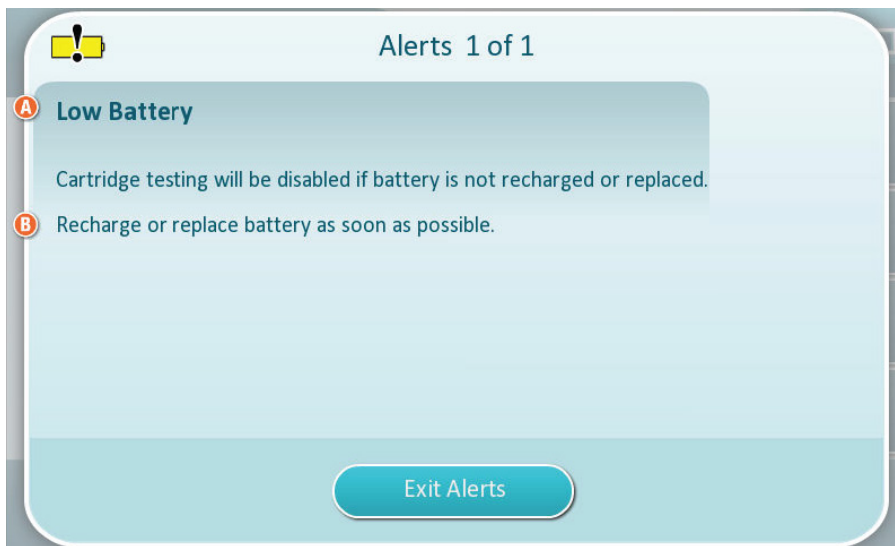 Alerts 1 of 1
A
Low Battery
Cartridge testing will be disabled if battery is not recharged or replaced.
B
Recharge or replace battery as soon as possible.
Exit Alerts